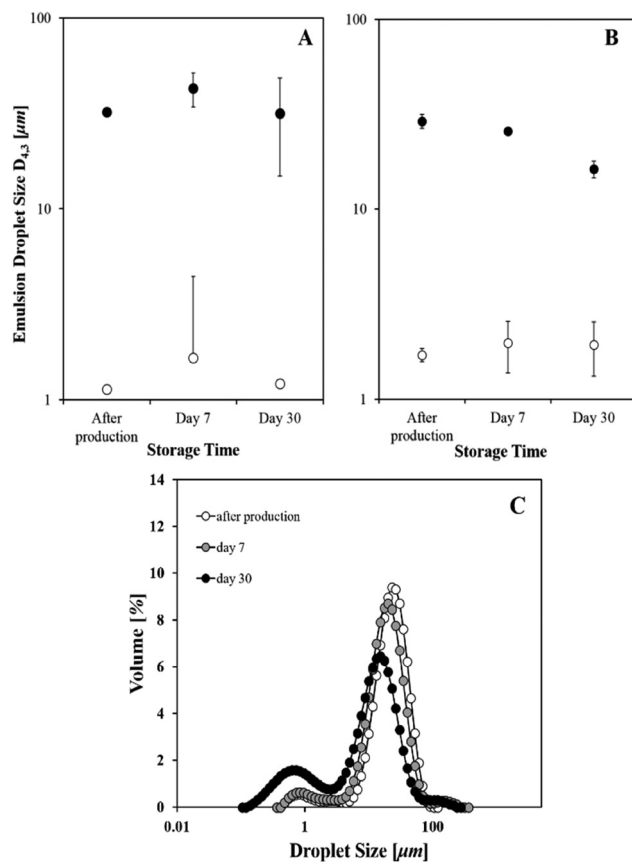 100
10
1
Emulsion Droplet Size D4,3 [μm]
A
After production
Day 7
Day 30
Storage Time
100
10
1
B
After production
Day 7
Day 30
Storage Time
14
12
10
8
6
4
2
0
Volume [%]
after production
day 7
day 30
C
0.01
1
100
Droplet Size [μm]